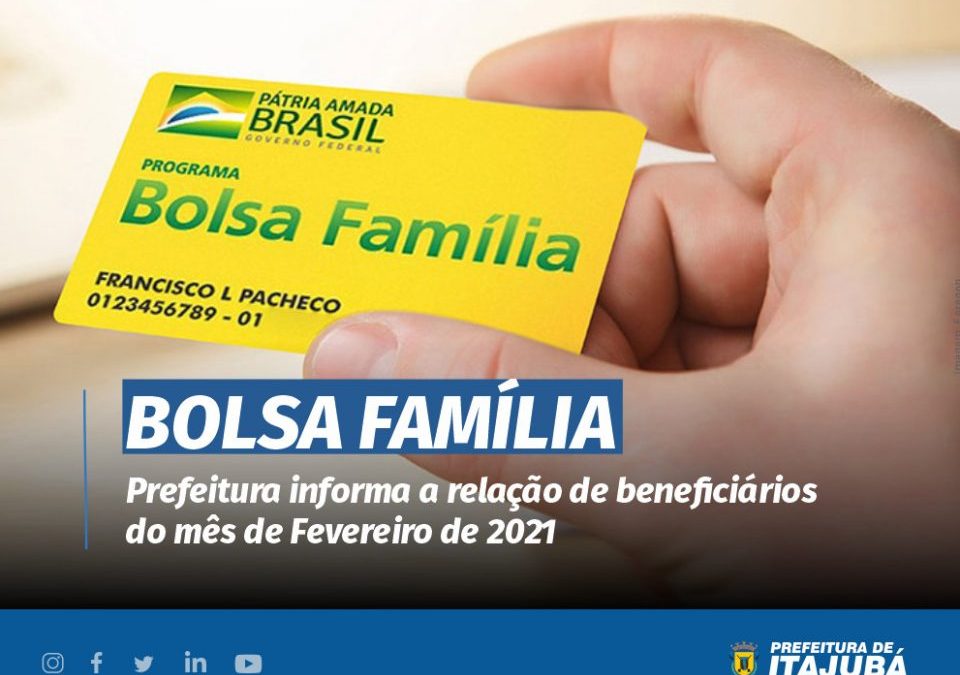 PÁTRIA AMADA
BRASIL
GOVERNO FEDERAL
PROGRAMA
Bolsa Família
FRANCISCO L PACHECO
0123456789 - 01
BOLSA FAMÍLIA
Prefeitura informa a relação de beneficiários
do mês de Fevereiro de 2021
PREFEITURA DE
ITAJUBÁ